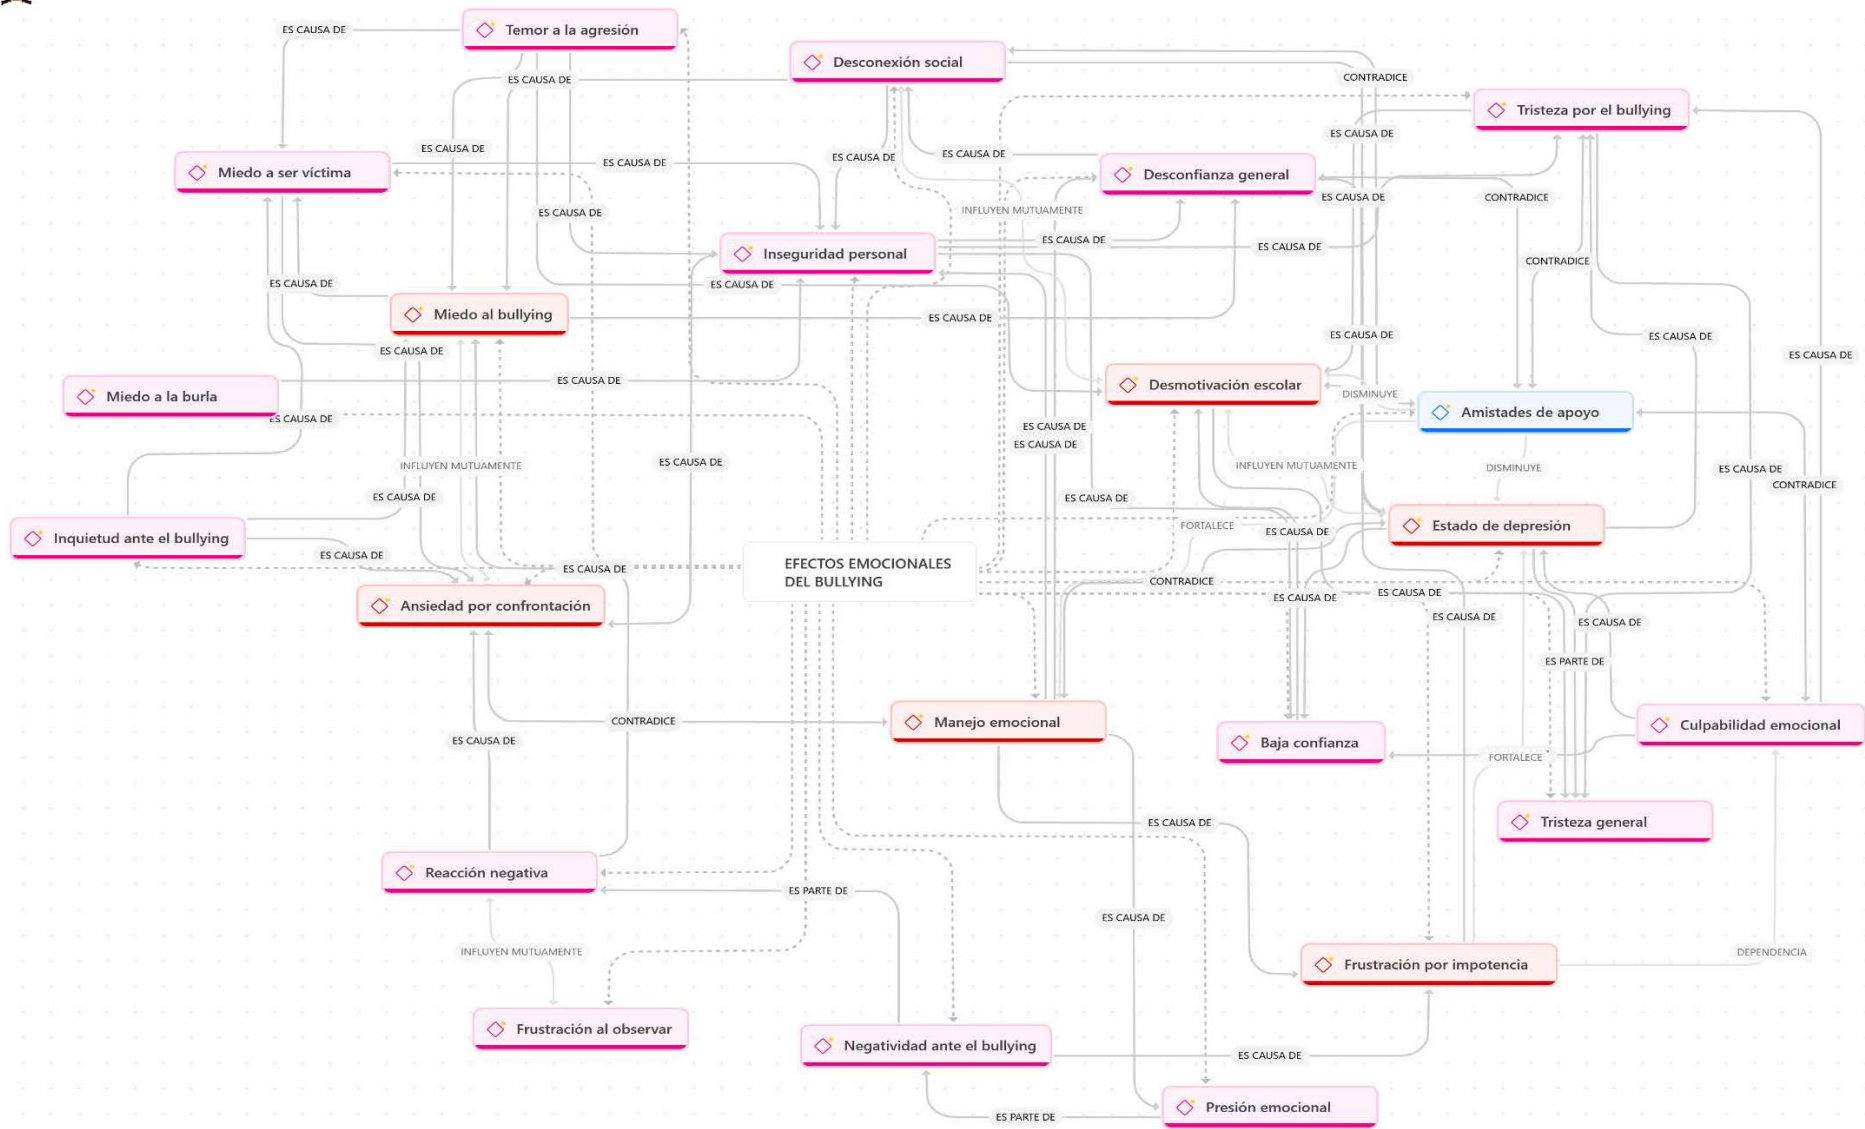 ES CAUSA DE
Temor a la agresión
Desconexión social
ES CAUSA DE
CONTRADICE
Tristeza por el bullying
ES CAUSA DE
ES CAUSA DE
ES CAUSA DE
ES CAUSA DE
ES CAUSA DE
Miedo a ser víctima
Desconfianza general
ES CAUSA DE
CONTRADICE
INFLUYEN MUTUAMENTE
ES CAUSA DE
ES CAUSA DE
ES CAUSA DE
Inseguridad personal
CONTRADICE
ES CAUSA DE
ES CAUSA DE
Miedo al bullying
ES CAUSA DE
ES CAUSA DE
ES CAUSA DE
ES CAUSA DE
ES CAUSA DE
ES CAUSA DE
Desmotivación escolar
DISMINUYE
Miedo a la burla
ES CAUSA DE
Amistades de apoyo
ES CAUSA DE
ES CAUSA DE
ES CAUSA DE
INFLUYEN MUTUAMENTE
INFLUYEN MUTUAMENTE
DISMINUYE
ES CAUSA DE
CONTRADICE
ES CAUSA DE
ES CAUSA DE
FORTALECE
ES CAUSA DE
Estado de depresión
Inquietud ante el bullying
ES CAUSA DE
ES CAUSA DE
EFECTOS EMOCIONALES
DEL BULLYING
CONTRADICE
ES CAUSA DE
ES CAUSA DE
Ansiedad por confrontación
ES CAUSA DE
ES CAUSA DE
ES PARTE DE
CONTRADICE
Manejo emocional
Culpabilidad emocional
ES CAUSA DE
Baja confianza
FORTALECE
ES CAUSA DE
Tristeza general
Reacción negativa
ES PARTE DE
ES CAUSA DE
INFLUYEN MUTUAMENTE
Frustración por impotencia
DEPENDENCIA
Frustración al observar
Negatividad ante el bullying
ES CAUSA DE
ES PARTE DE
Presión emocional